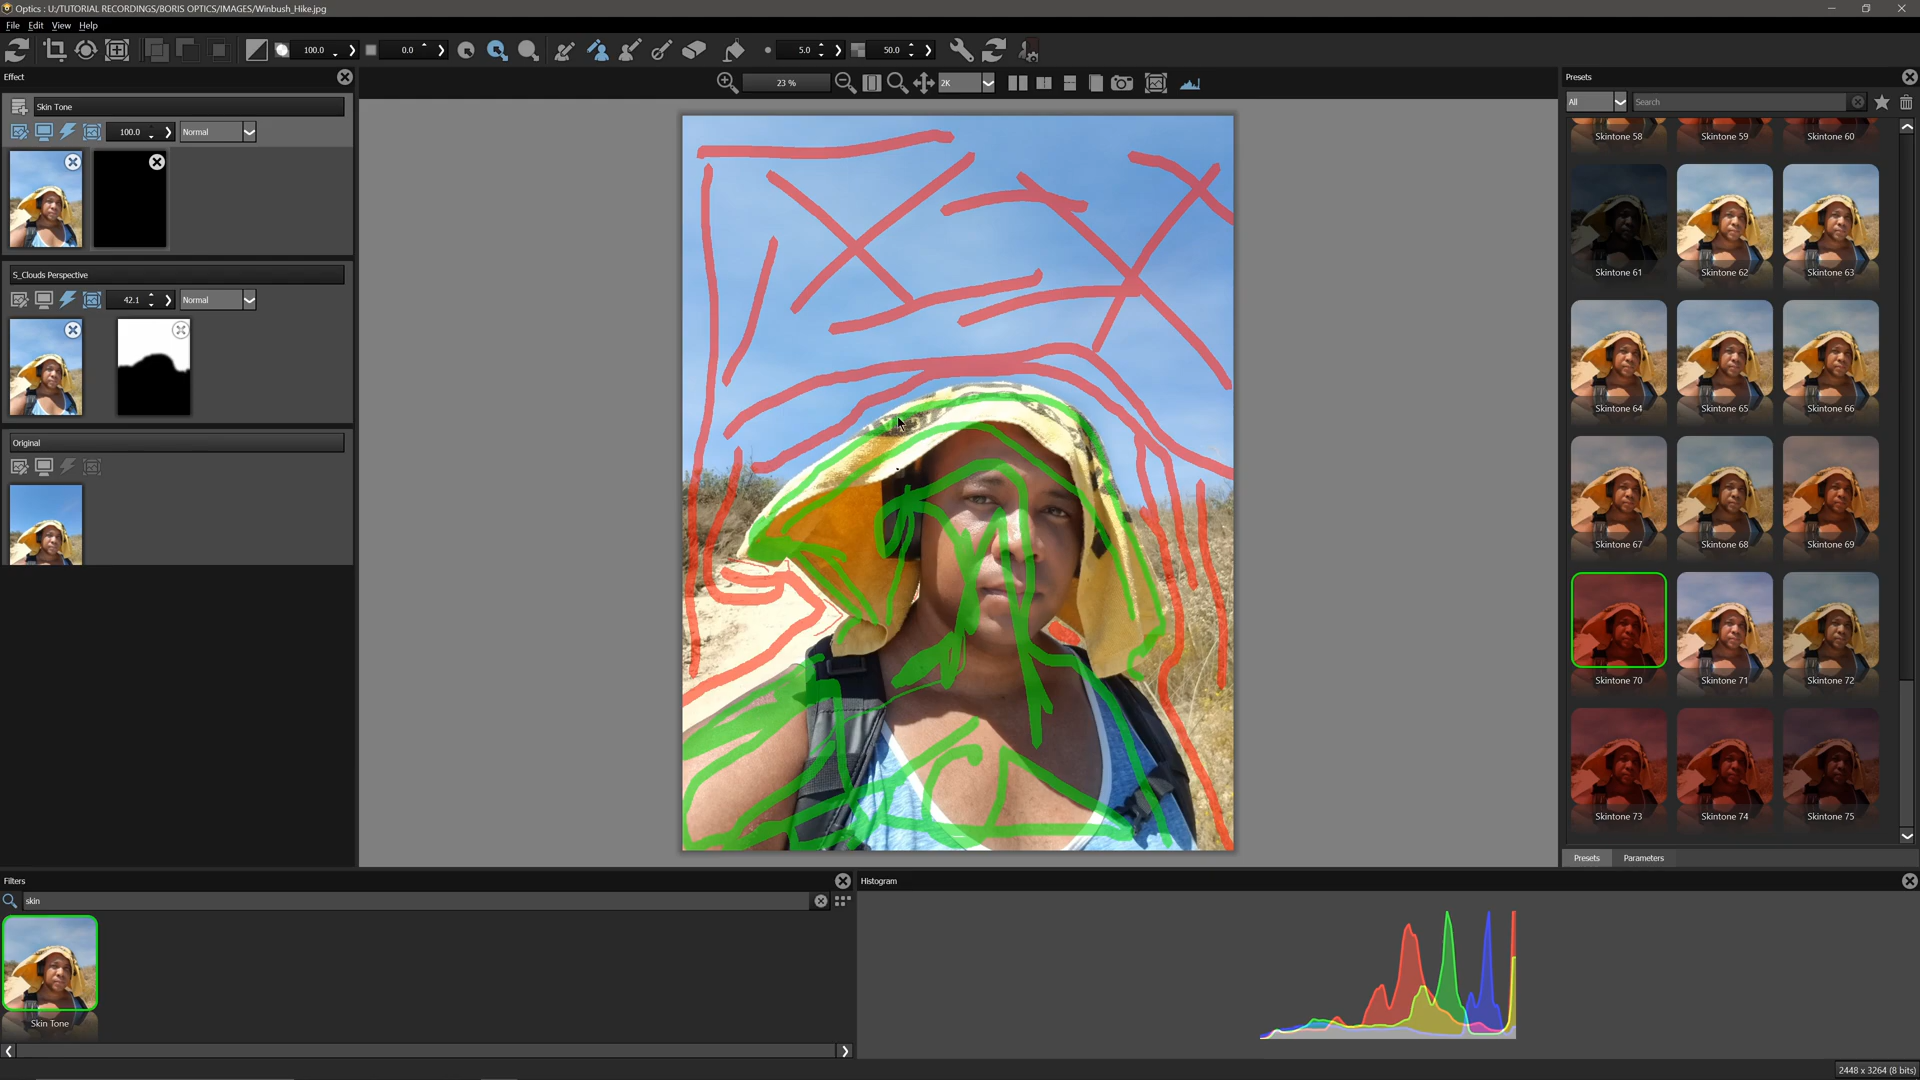 Optics : U:/TUTORIAL RECORDINGS/BORIS OPTICS/IMAGES/Winbush_Hike.jpg
File Edit View Help
100.0
0.0
5.0
50.0
Effect
23 %
2K
Presets
Skin Tone
All
Search
100.0
Normal
Skintone 58
Skintone 59
Skintone 60
S_Clouds Perspective
Skintone 61
Skintone 62
Skintone 63
42.1
Normal
Skintone 64
Skintone 65
Skintone 66
Original
Skintone 67
Skintone 68
Skintone 69
Skintone 70
Skintone 71
Skintone 72
Skintone 73
Skintone 74
Skintone 75
Presets
Parameters
Filters
Histogram
skin
Skin Tone
2448 x 3264 (8 bits)